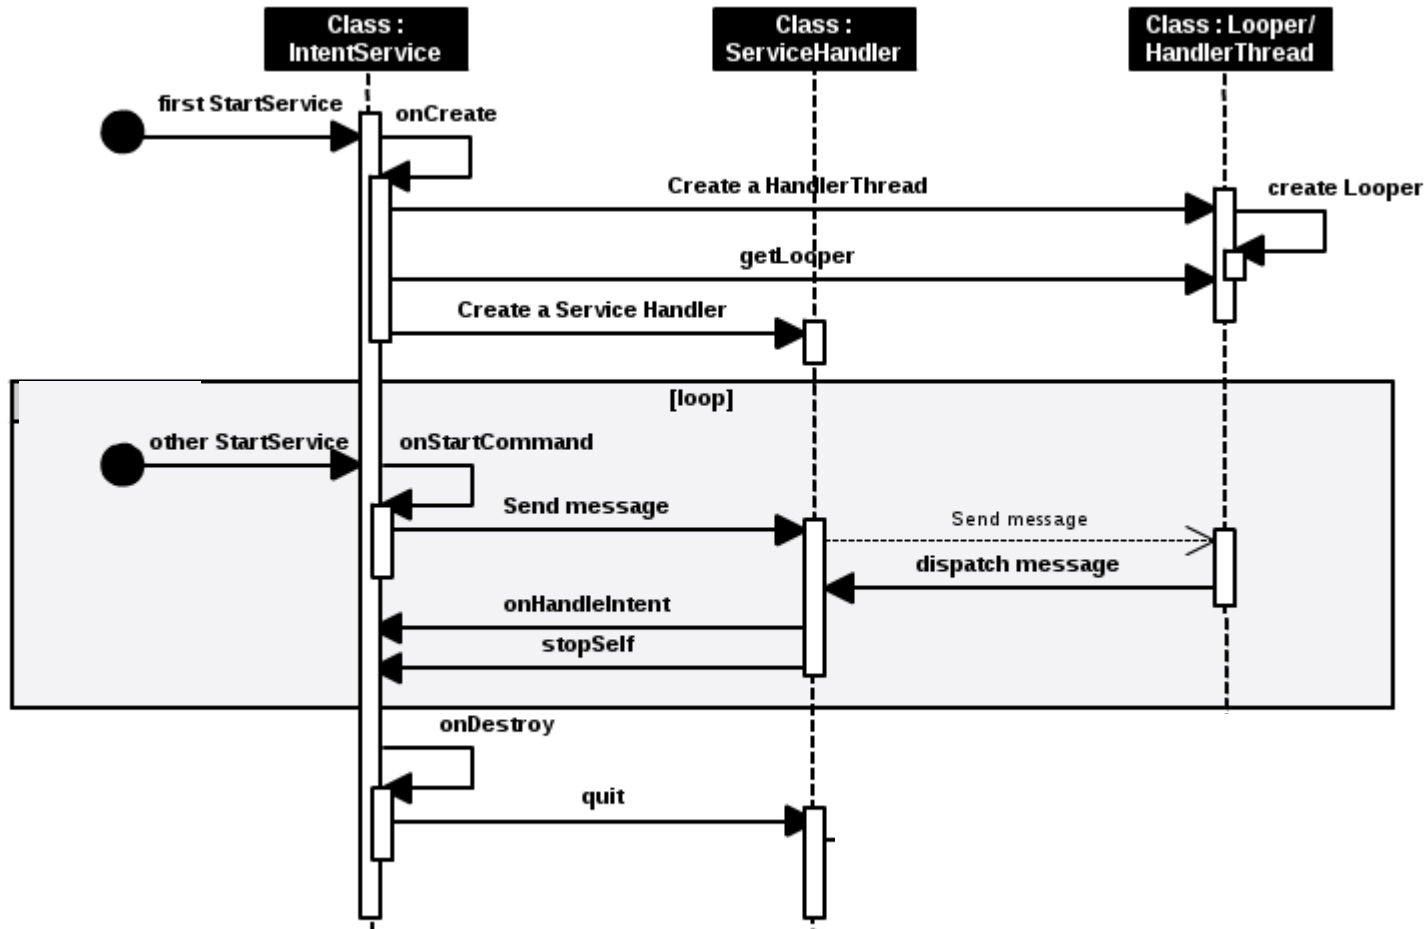 Class :
IntentService
Class :
ServiceHandler
Class : Looper/
HandlerThread
first StartService
onCreate
Create a HandlerThread
create Looper
getLooper
Create a Service Handler
[loop]
other StartService
onStartCommand
Send message
Send message
dispatch message
onHandleIntent
stopSelf
onDestroy
quit